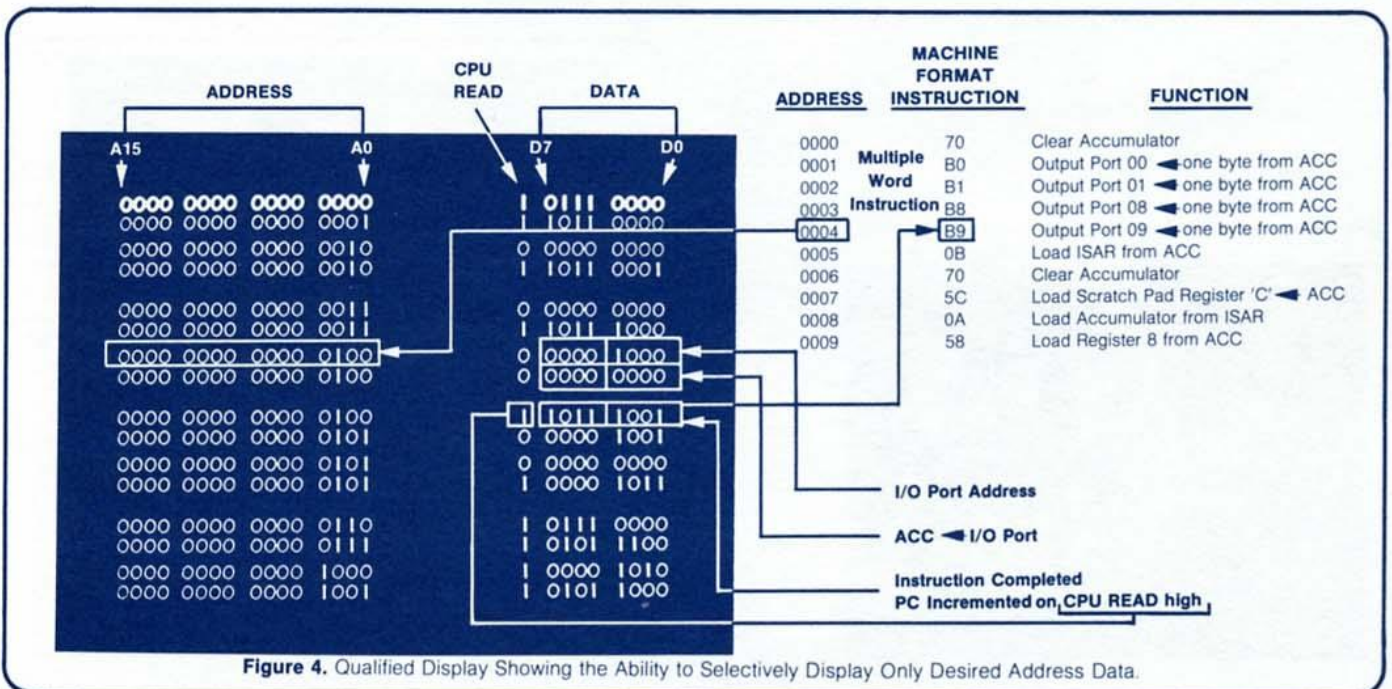 ADDRESS
CPU
READ
DATA
A15
A0
D7
D0
0000 0000 0000 0000 1 0111 0000
0000 0000 0000 0001 1 1011 0000
0000 0000 0000 0010 0 0000 0001
0000 0000 0000 0010 1 1011 0001
0000 0000 0000 0011 0 0000 0000
0000 0000 0000 0011 1 1011 1000
0000 0000 0000 0100 0 0000 1000
0000 0000 0000 0100 0 0000 0000
0000 0000 0000 0100 1 1011 1001
0000 0000 0000 0101 0 0000 1001
0000 0000 0000 0101 0 0000 0000
0000 0000 0000 0101 1 0000 1011
0000 0000 0000 0110 1 0111 0000
0000 0000 0000 0111 1 0101 1100
0000 0000 0000 1000 1 0000 1010
0000 0000 0000 1001 1 0101 1000
MACHINE
FORMAT
ADDRESS INSTRUCTION FUNCTION
0000 70 Clear Accumulator
0001 B0 Output Port 00 ◄one byte from ACC
0002 B1 Output Port 01 ◄one byte from ACC
0003 B8 Output Port 08 ◄one byte from ACC
0004 B9 Output Port 09 ◄one byte from ACC
0005 0B Load ISAR from ACC
0006 70 Clear Accumulator
0007 5C Load Scratch Pad Register 'C'◄ ACC
0008 0A Load Accumulator from ISAR
0009 58 Load Register 8 from ACC
Multiple
Word
Instruction
I/O Port Address
ACC ◄ I/O Port
Instruction Completed
PC Incremented on CPU READ high
Figure 4. Qualified Display Showing the Ability to Selectively Display Only Desired Address Data.